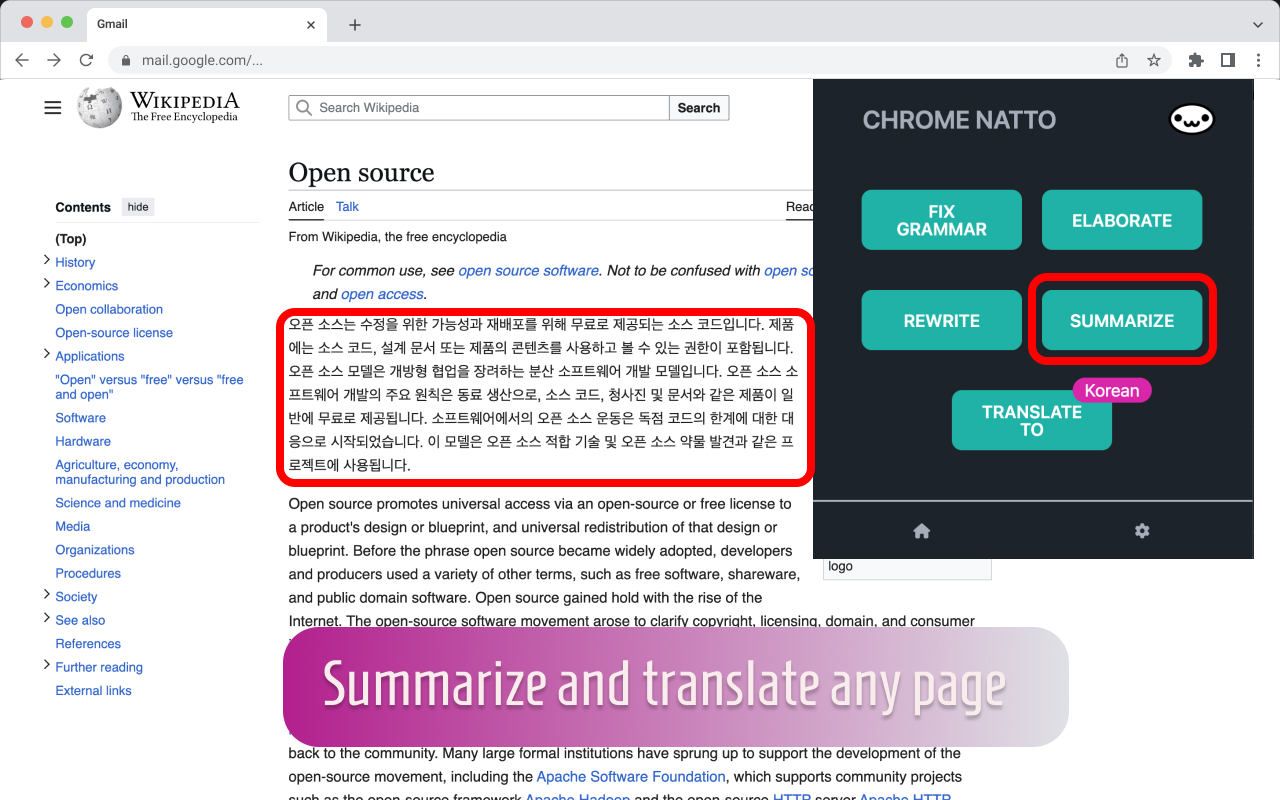 Gmail
mail.google.com/...
WIKIPEDIA
The Free Encyclopedia
Search Wikipedia
Search
Contents
hide
(Top)
History
Economics
Open collaboration
Open-source license
Applications
"Open" versus "free" versus "free
and open"
Software
Hardware
Agriculture, economy,
manufacturing and production
Science and medicine
Media
Organizations
Procedures
Society
See also
References
Further reading
External links
Open source
Article Talk
Read
From Wikipedia, the free encyclopedia
For common use, see open source software. Not to be confused with open
and open access.
오픈 소스는 수정을 위한 가능성과 재배포를 위해 무료로 제공되는 소스 코드입니다. 제품
에는 소스 코드, 설계 문서 또는 제품의 콘텐츠를 사용하고 볼 수 있는 권한이 포함됩니다.
오픈 소스 모델은 개방형 협업을 장려하는 분산 소프트웨어 개발 모델입니다. 오픈 소스 소
프트웨어 개발의 주요 원칙은 동료 생산으로, 소스 코드, 청사진 및 문서와 같은 제품이 일
반에 무료로 제공됩니다. 소프트웨어에서의 오픈 소스 운동은 독점 코드의 한계에 대한 대
응으로 시작되었습니다. 이 모델은 오픈 소스 적합 기술 및 오픈 소스 약물 발견과 같은 프
로젝트에 사용됩니다.
Open source promotes universal access via an open-source or free license to
a product's design or blueprint, and universal redistribution of that design or
blueprint. Before the phrase open source became widely adopted, developers
and producers used a variety of other terms, such as free software, shareware,
and public domain software. Open source gained hold with the rise of the
Internet. The open-source software movement arose to clarify copyright, licensing, domain, and consumer
Summarize and translate any page
back to the community. Many large formal institutions have sprung up to support the development of the
open-source movement, including the Apache Software Foundation, which supports community projects
such as the open-source framework Apache Hadoop and the open-source HTTP server Apache HTTP
CHROME NATTO
FIX
GRAMMAR
ELABORATE
REWRITE
SUMMARIZE
Korean
TRANSLATE
TO
logo